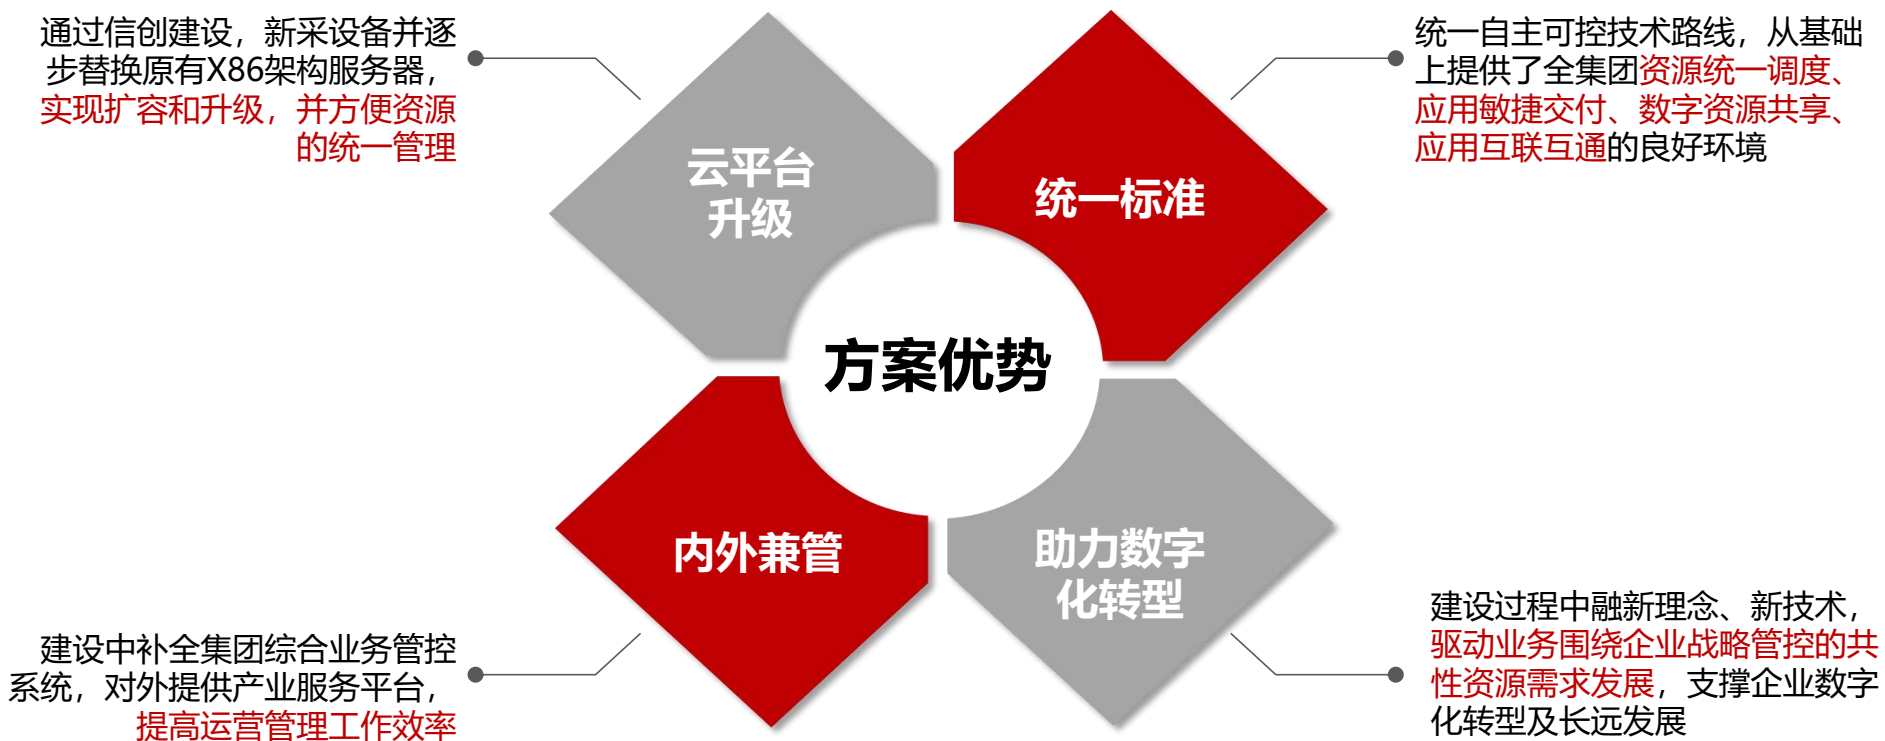 通过信创建设，新采设备并逐
步替换原有X86架构服务器，
实现扩容和升级，并方便资源
的统一管理
云平台
升级
统一标准
统一自主可控技术路线，从基础
上提供了全集团资源统一调度、
应用敏捷交付、数字资源共享、
应用互联互通的良好环境
方案优势
内外兼管
建设中补全集团综合业务管控
系统，对外提供产业服务平台，
提高运营管理工作效率
助力数字
化转型
建设过程中融新理念、新技术，
驱动业务围绕企业战略管控的共
性资源需求发展，支撑企业数字
化转型及长远发展